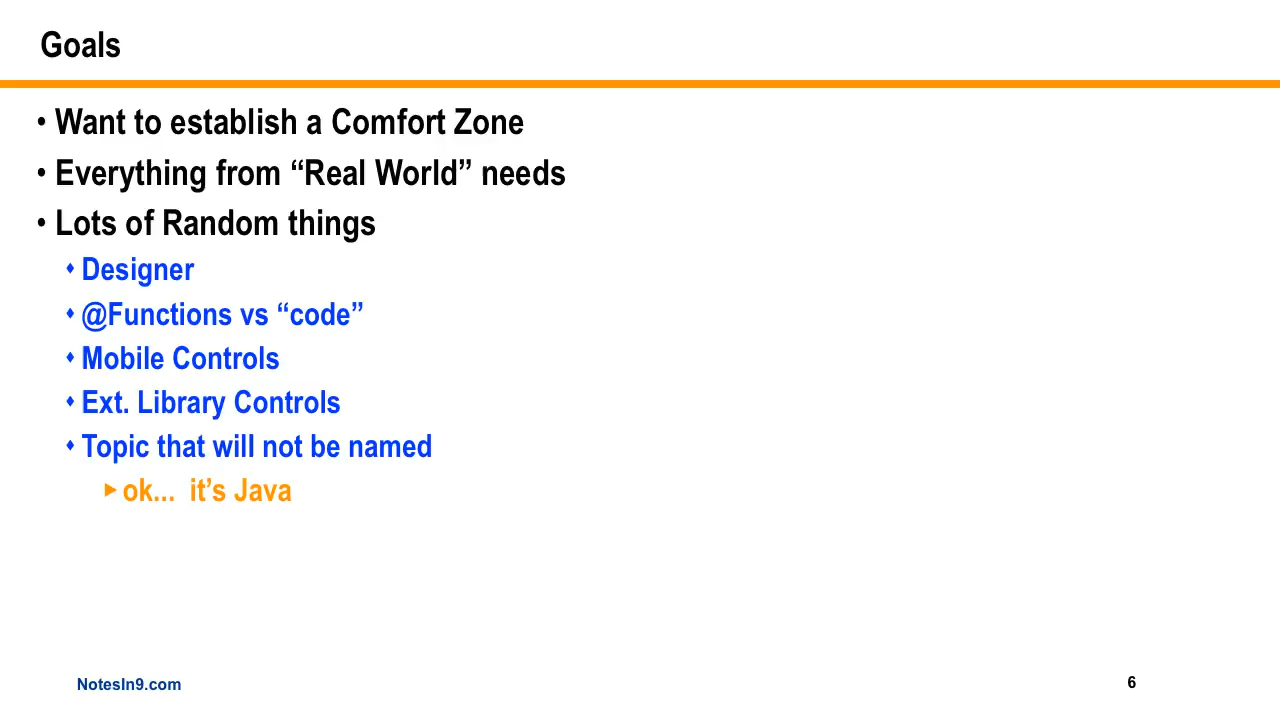 Goals
• Want to establish a Comfort Zone
• Everything from “Real World” needs
• Lots of Random things
♦ Designer
♦ @Functions vs “code”
♦ Mobile Controls
♦ Ext. Library Controls
♦ Topic that will not be named
► ok...  it’s Java
NotesIn9.com
6